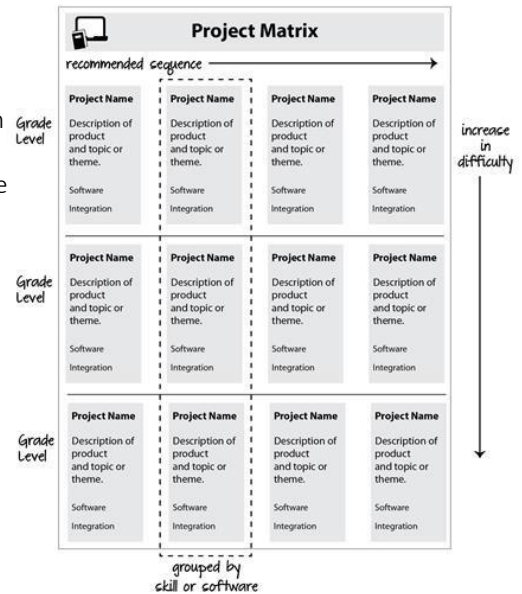 Project Matrix
recommended sequence
Grade
Level
Project Name Project Name Project Name Project Name
Description of Description of Description of Description of
product product product product
and topic or and topic or and topic or and topic or
theme. theme. theme. theme.
Software Software Software Software
Integration Integration Integration Integration
increase
in
difficulty
Grade
Level
Project Name Project Name Project Name Project Name
Description of Description of Description of Description of
product product product product
and topic or and topic or and topic or and topic or
theme. theme. theme. theme.
Software Software Software Software
Integration Integration Integration Integration
Grade
Level
Project Name Project Name Project Name Project Name
Description of Description of Description of Description of
product product product product
and topic or and topic or and topic or and topic or
theme. theme. theme. theme.
Software Software Software Software
Integration Integration Integration Integration
grouped by
skill or software